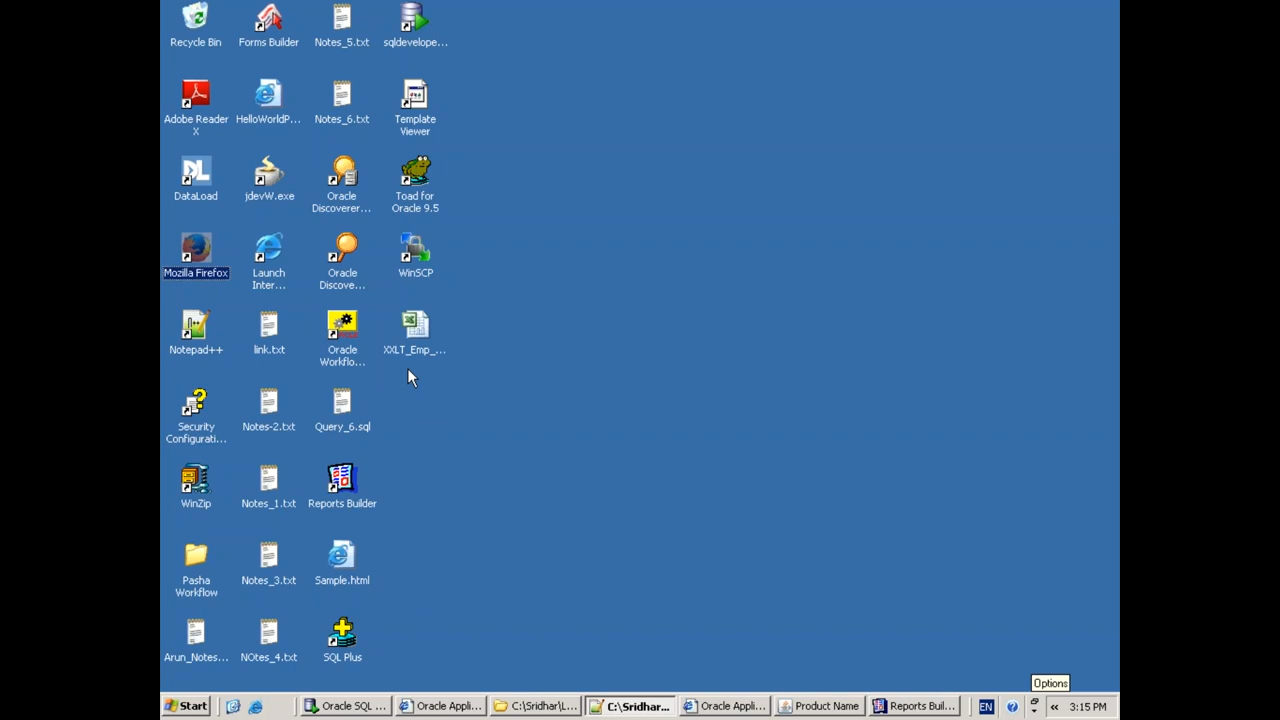 Recycle Bin
Forms Builder
Notes_5.txt
sqldevelope...
Adobe Reader
X
HelloWorldP...
Notes_6.txt
Template
Viewer
DataLoad
jdevW.exe
Oracle
Discoverer...
Toad for
Oracle 9.5
Mozilla Firefox
Launch
Inter...
Oracle
Discove...
WinSCP
Notepad++
link.txt
Oracle
Workflo...
XXLT_Emp_...
Security
Configurati...
Notes-2.txt
Query_6.sql
WinZip
Notes_1.txt
Reports Builder
Pasha
Workflow
Notes_3.txt
Sample.html
Arun_Notes...
NOtes_4.txt
SQL Plus
Options
Start
Oracle SQL ...
Oracle Appli...
C:\Sridhar\L...
C:\Sridhar...
Oracle Appli...
Product Name
Reports Buil...
EN
3:15 PM